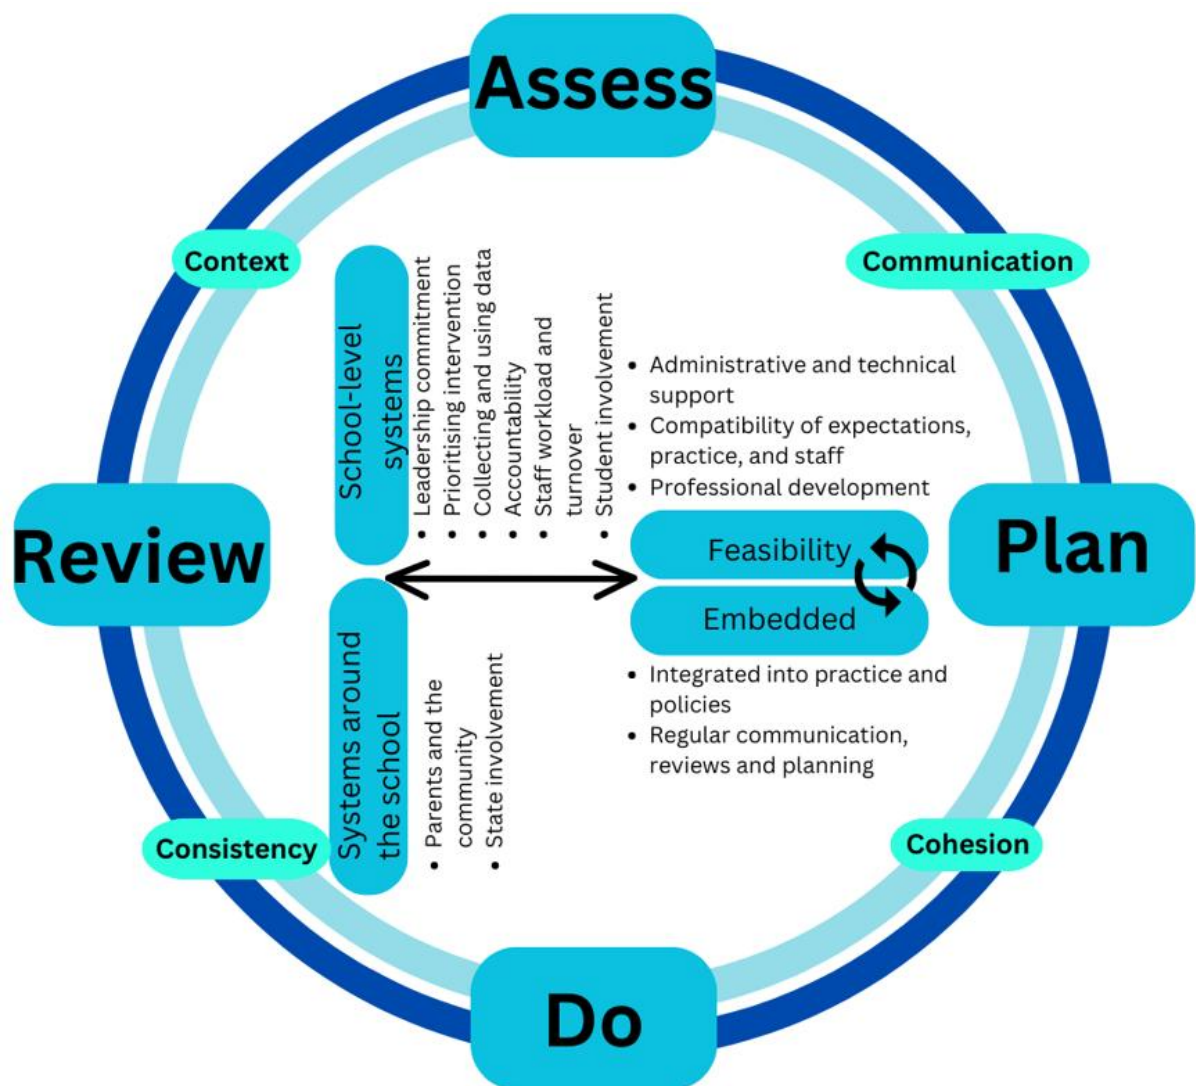 Assess
Context
Communication
School-level
systems
• Leadership commitment
• Prioritising intervention
• Collecting and using data
• Accountability
• Staff workload and
turnover
• Student involvement
• Administrative and technical
support
• Compatibility of expectations,
practice, and staff
• Professional development
Review
Feasibility
Plan
Embedded
• Integrated into practice and
policies
• Regular communication,
reviews and planning
Systems around
the school
• Parents and the
community
• State involvement
Consistency
Cohesion
Do